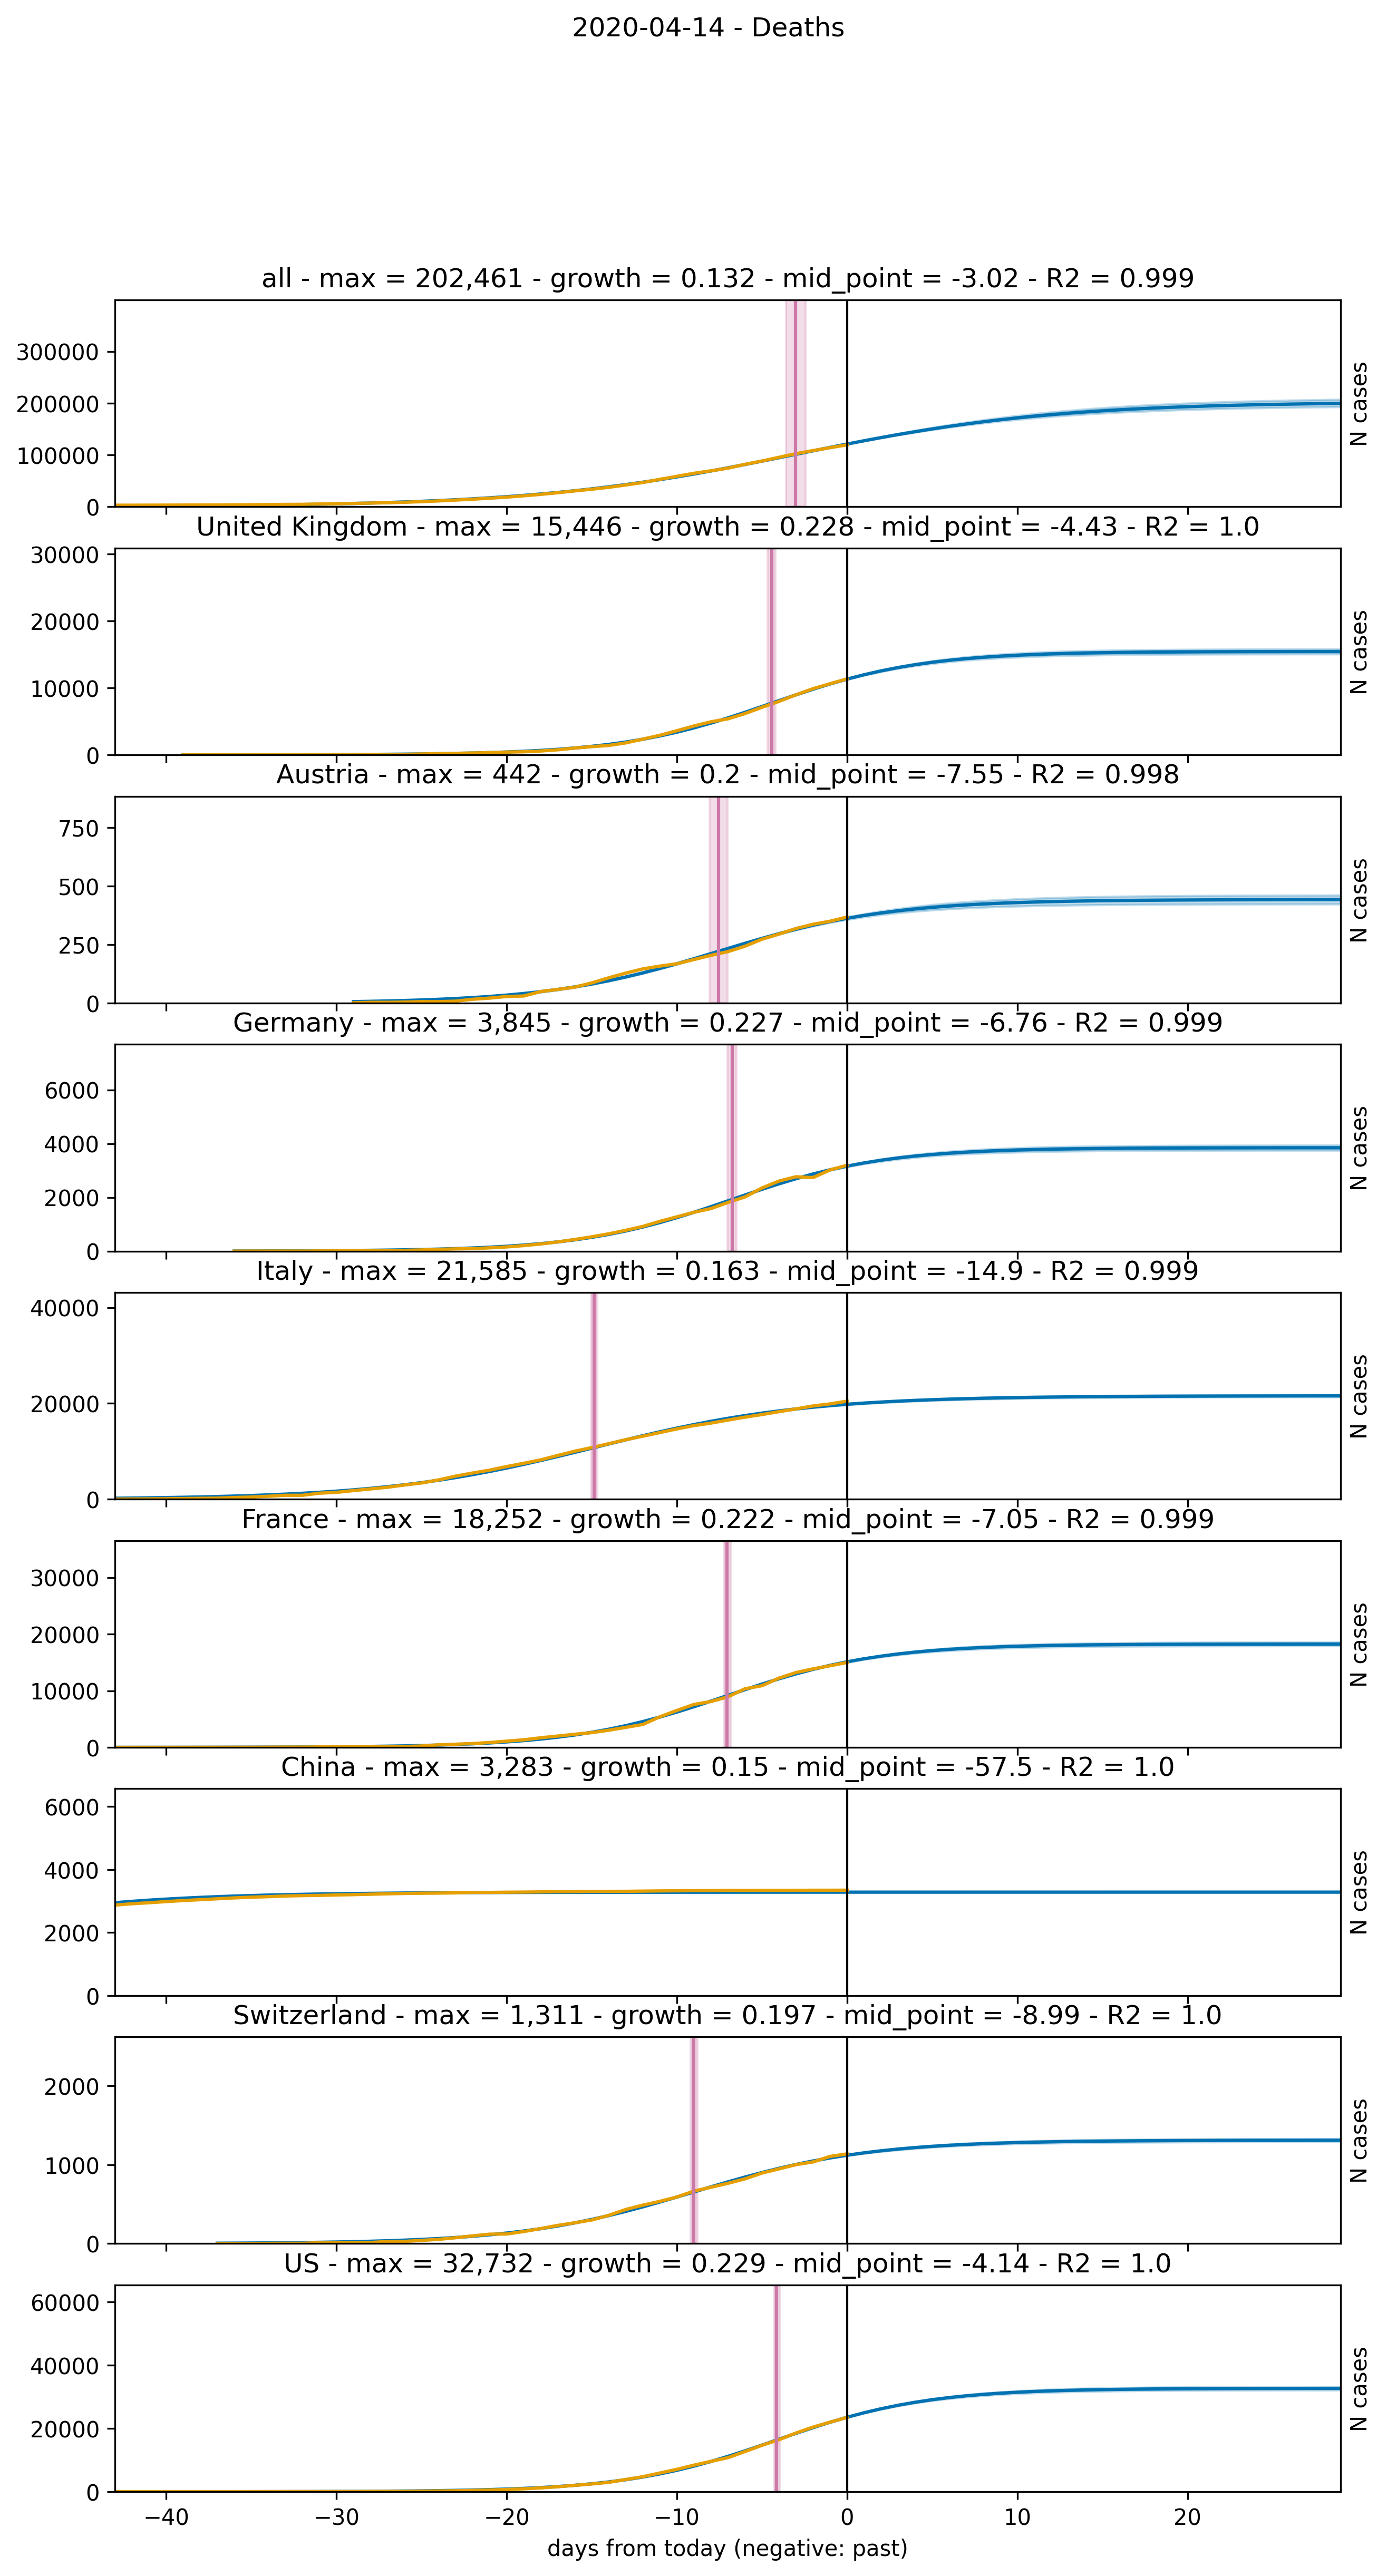 2020-04-14 - Deaths
all - max = 202,461 - growth = 0.132 - mid_point = -3.02 - R2 = 0.999
300000
200000
100000
0
N cases
United Kingdom - max = 15,446 - growth = 0.228 - mid_point = -4.43 - R2 = 1.0
30000
20000
10000
0
N cases
Austria - max = 442 - growth = 0.2 - mid_point = -7.55 - R2 = 0.998
750
500
250
0
N cases
Germany - max = 3,845 - growth = 0.227 - mid_point = -6.76 - R2 = 0.999
6000
4000
2000
0
N cases
Italy - max = 21,585 - growth = 0.163 - mid_point = -14.9 - R2 = 0.999
40000
20000
0
N cases
France - max = 18,252 - growth = 0.222 - mid_point = -7.05 - R2 = 0.999
30000
20000
10000
0
N cases
China - max = 3,283 - growth = 0.15 - mid_point = -57.5 - R2 = 1.0
6000
4000
2000
0
N cases
Switzerland - max = 1,311 - growth = 0.197 - mid_point = -8.99 - R2 = 1.0
2000
1000
0
N cases
US - max = 32,732 - growth = 0.229 - mid_point = -4.14 - R2 = 1.0
60000
40000
20000
0
N cases
−40 −30 −20 −10 0 10 20
days from today (negative: past)